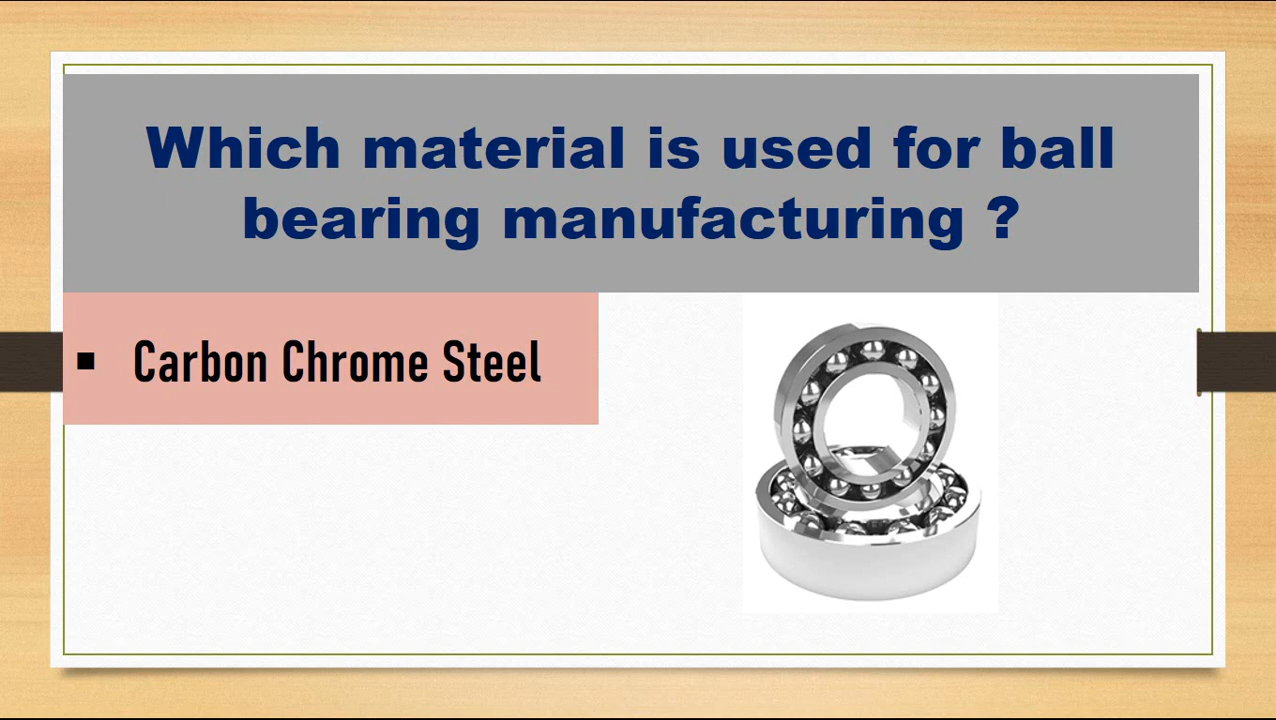 Which material is used for ball
bearing manufacturing ?
▪ Carbon Chrome Steel